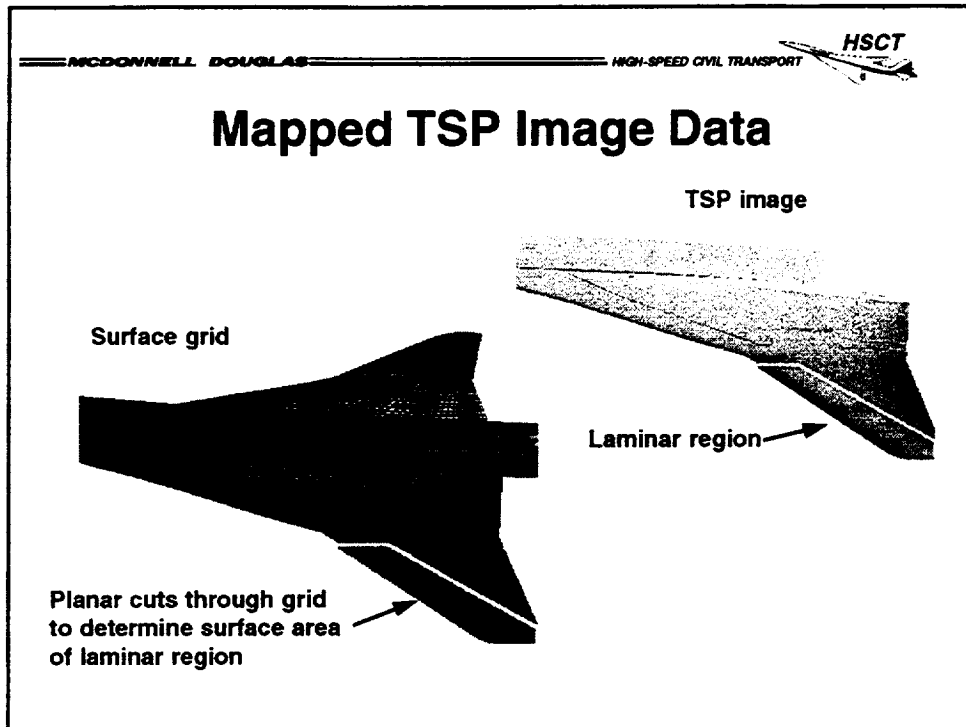 MCDONNELL DOUGLAS
HIGH-SPEED CIVIL TRANSPORT
HSCT
Mapped TSP Image Data
TSP image
Surface grid
Laminar region
Planar cuts through grid
to determine surface area
of laminar region